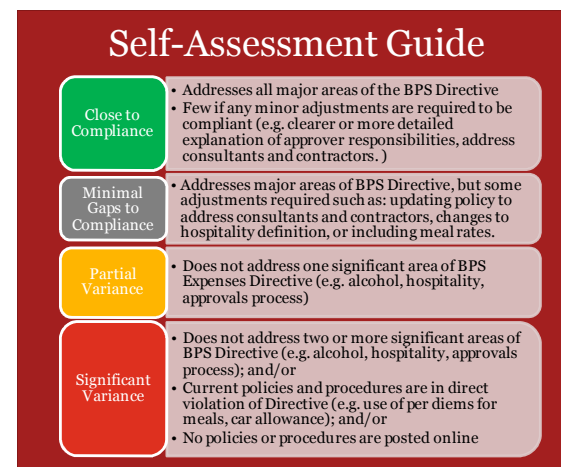 Self-Assessment Guide
Close to
Compliance
• Addresses all major areas of the BPS Directive
• Few if any minor adjustments are required to be
compliant (e.g. clearer or more detailed
explanation of approver responsibilities, address
consultants and contractors. )
Minimal
Gaps to
Compliance
• Addresses major areas of BPS Directive, but some
adjustments required such as: updating policy to
address consultants and contractors, changes to
hospitality definition, or including meal rates.
Partial
Variance
• Does not address one significant area of BPS
Expenses Directive (e.g. alcohol, hospitality,
approvals process)
Significant
Variance
• Does not address two or more significant areas of
BPS Directive (e.g. alcohol, hospitality, approvals
process); and/or
• Current policies and procedures are in direct
violation of Directive (e.g. use of per diems for
meals, car allowance); and/or
• No policies or procedures are posted online